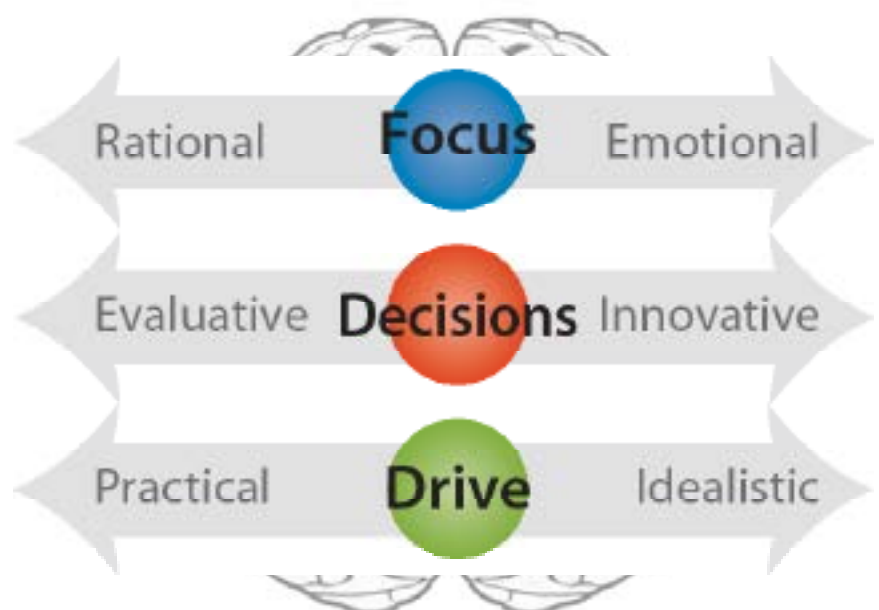 Rational Focus Emotional
Evaluative Decisions Innovative
Practical Drive Idealistic